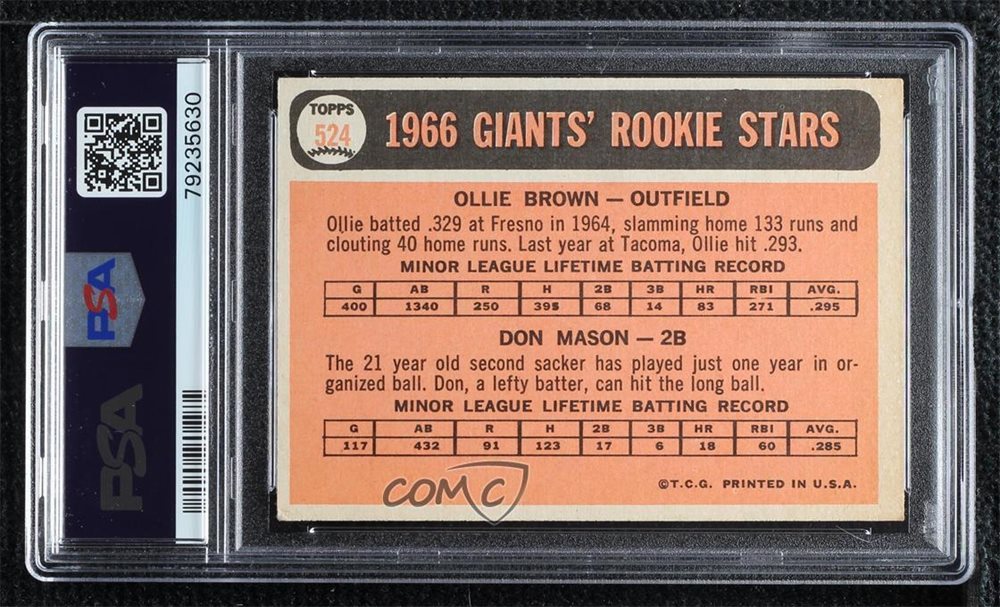 79235630
PSA
PSA
TOPPS
524
1966 GIANTS' ROOKIE STARS
OLLIE BROWN — OUTFIELD
Ollie batted .329 at Fresno in 1964, slamming home 133 runs and
clouting 40 home runs. Last year at Tacoma, Ollie hit .293.
MINOR LEAGUE LIFETIME BATTING RECORD
G AB R H 2B 3B HR RBI AVG.
400 1340 250 395 68 14 83 271 .295
DON MASON — 2B
The 21 year old second sacker has played just one year in or-
ganized ball. Don, a lefty batter, can hit the long ball.
MINOR LEAGUE LIFETIME BATTING RECORD
G AB R H 2B 3B HR RBI AVG.
117 432 91 123 17 6 18 60 .285
COMC
©T.C.G. PRINTED IN U.S.A.